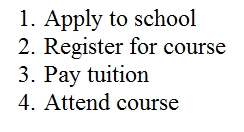 1. Apply to school
2. Register for course
3. Pay tuition
4. Attend course